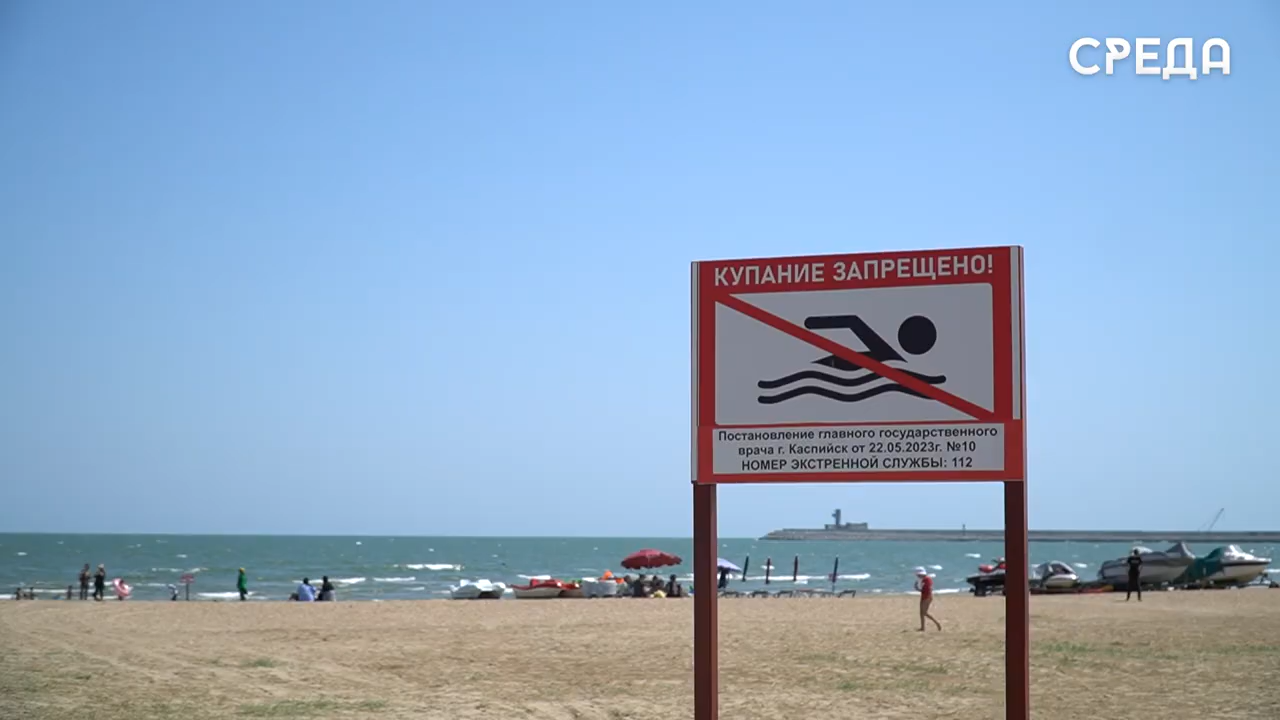 СРЕДА
КУПАНИЕ ЗАПРЕЩЕНО!
Постановление главного государственного
врача г. Каспийск от 22.05.2023г. №10
НОМЕР ЭКСТРЕННОЙ СЛУЖБЫ: 112